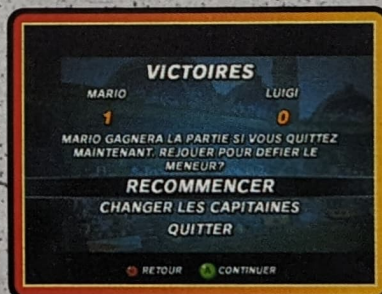 VICTOIRES
MARIO LUIGI
1 0
MARIO GAGNERA LA PARTIE SI VOUS QUITTEZ
MAINTENANT. REJOUER POUR DEFIER LE
MENEUR?
RECOMMENCER
CHANGER LES CAPITAINES
QUITTER
B RETOUR A CONTINUER